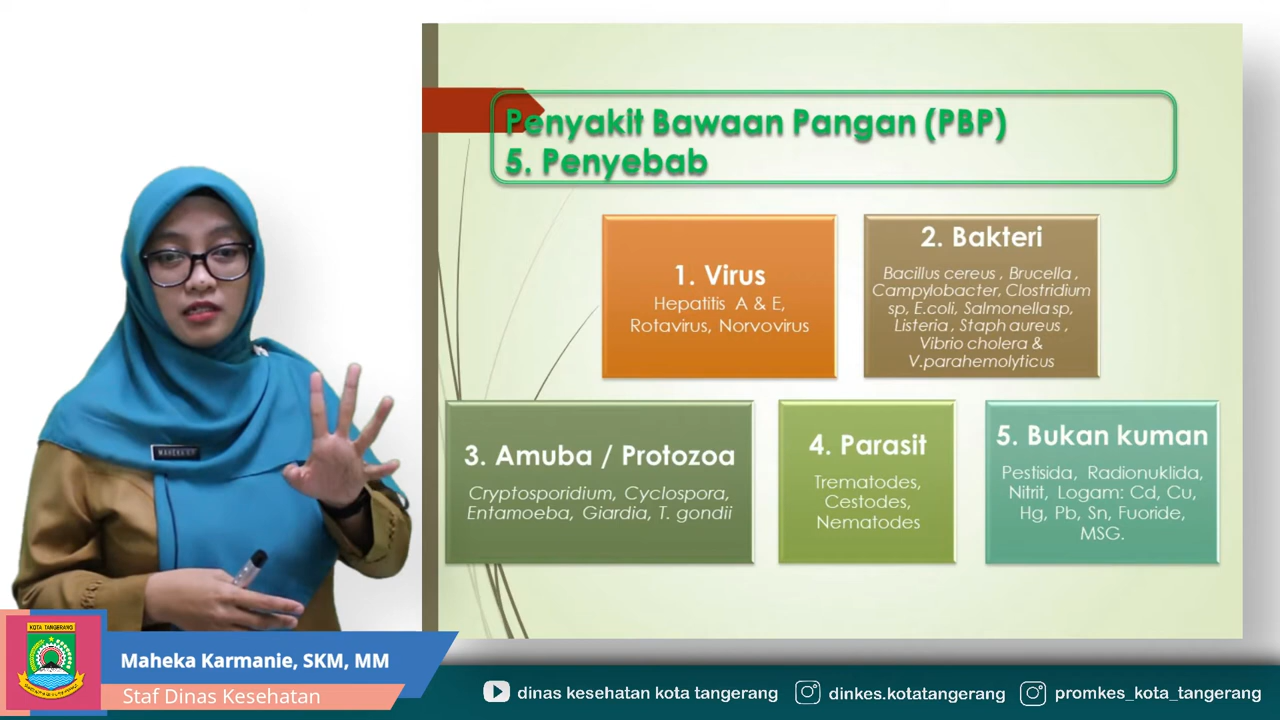 Penyakit Bawaan Pangan (PBP)
5. Penyebab
1. Virus
Hepatitis A & E,
Rotavirus, Norvovirus
2. Bakteri
Bacillus cereus , Brucella ,
Campylobacter, Clostridium
sp, E.coli, Salmonella sp,
Listeria , Staph aureus ,
Vibrio cholera &
V.parahemolyticus
3. Amuba / Protozoa
Cryptosporidium, Cyclospora,
Entamoeba, Giardia, T. gondii
4. Parasit
Trematodes,
Cestodes,
Nematodes
5. Bukan kuman
Pestisida, Radionuklida,
Nitrit, Logam: Cd, Cu,
Hg, Pb, Sn, Fuoride,
MSG.
KOTA TANGERANG
Maheka Karmanie, SKM, MM
Staf Dinas Kesehatan
dinas kesehatan kota tangerang
dinkes.kotatangerang
promkes_kota_tangerang